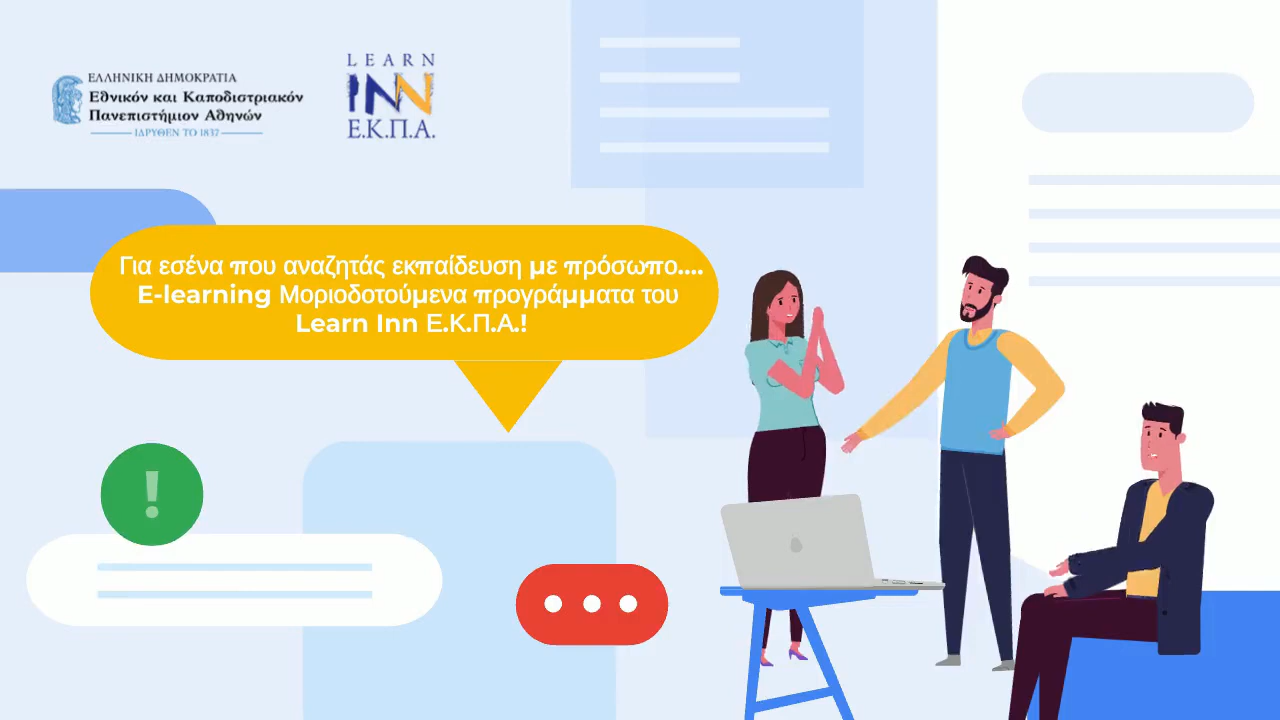 ΕΛΛΗΝΙΚΗ ΔΗΜΟΚΡΑΤΙΑ
Εθνικόν και Καποδιστριακόν
Πανεπιστήμιον Αθηνών
ΙΔΡΥΘΕΝ ΤΟ 1837
LEARN
INN
Ε.Κ.Π.Α.
Για εσένα που αναζητάς εκπαίδευση με πρόσωπο....
E-learning Μοριοδοτούμενα προγράμματα του
Learn Inn Ε.Κ.Π.Α.!
!